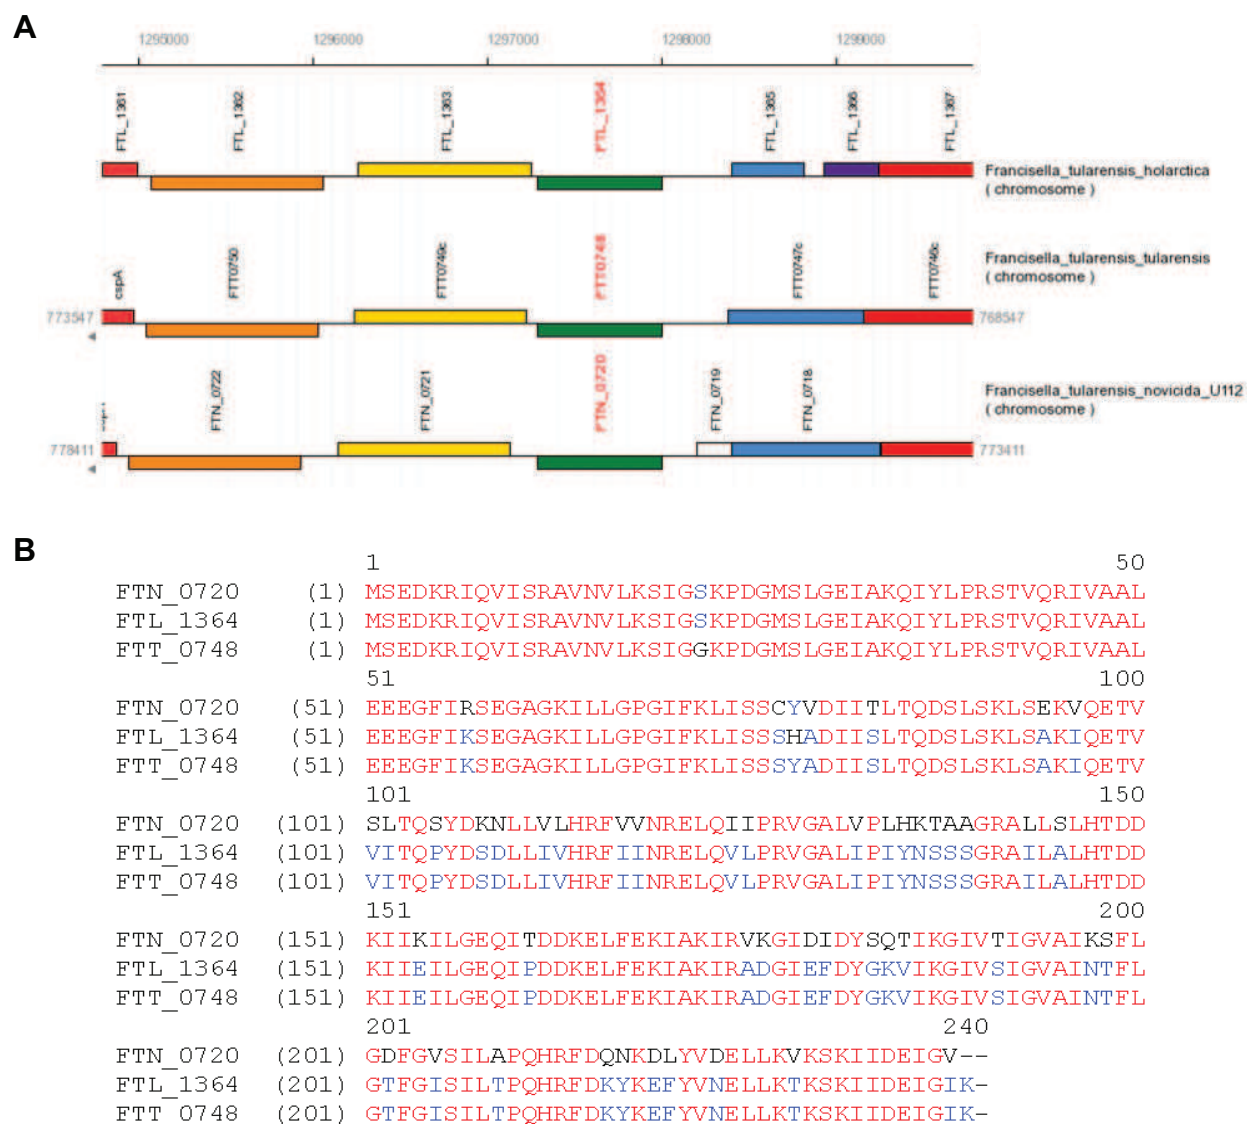 A
1295000 1296000 1297000 1298000 1299000
FTL_1361 FTL_1362 FTL_1363 FTL_1364 FTL_1365 FTL_1366 FTL_1367
Francisella_tularensis_holarctica
( chromosome )
cspA FTT0750 FTT0749c FTT0748 FTT0747c FTT0746c
Francisella_tularensis_tularensis
( chromosome )
773547 768547
FTN_0722 FTN_0721 FTN_0720 FTN_0719 FTN_0718
Francisella_tularensis_novicida_U112
( chromosome )
778411 773411
B
1 50
FTN_0720 (1) MSEDKRIQVISRAVNVLKSIGSKPDGMSLGEIAKQIYLPRSTVQRIVAAL
FTL_1364 (1) MSEDKRIQVISRAVNVLKSIGSKPDGMSLGEIAKQIYLPRSTVQRIVAAL
FTT_0748 (1) MSEDKRIQVISRAVNVLKSIGGKPDGMSLGEIAKQIYLPRSTVQRIVAAL
51 100
FTN_0720 (51) EEEGFIRSEGAGKILLGPGIFKLISSCYVDIITLTQDSLSKLSEKVQETV
FTL_1364 (51) EEEGFIKSEGAGKILLGPGIFKLISSSHADIISLTQDSLSKLSAKIQETV
FTT_0748 (51) EEEGFIKSEGAGKILLGPGIFKLISSSYADIISLTQDSLSKLSAKIQETV
101 150
FTN_0720 (101) SLTQSYDKNLLVLHRFVVNRELQIIPRVGALVPLHKTAAGRALLSLHTDD
FTL_1364 (101) VITQPYDSDLLIVHRFIINRELQVLPRVGALIPIYNSSSGRAILALHTDD
FTT_0748 (101) VITQPYDSDLLIVHRFIINRELQVLPRVGALIPIYNSSSGRAILALHTDD
151 200
FTN_0720 (151) KIIKILGEQITDDKELFEKIAKIRVKGIDIDYSQTIKGIVTIGVAIKSFL
FTL_1364 (151) KIIEILGEQIPDDKELFEKIAKIRADGIEFDYGKVIKGIVSIGVAINTFL
FTT_0748 (151) KIIEILGEQIPDDKELFEKIAKIRADGIEFDYGKVIKGIVSIGVAINTFL
201 240
FTN_0720 (201) GDFGVSILAPQHRFDQNKDLYVDELLKVKSKIIDEIGV--
FTL_1364 (201) GTFGISILTPQHRFDKYKEFYVNELLKTKSKIIDEIGIK-
FTT_0748 (201) GTFGISILTPQHRFDKYKEFYVNELLKTKSKIIDEIGIK-